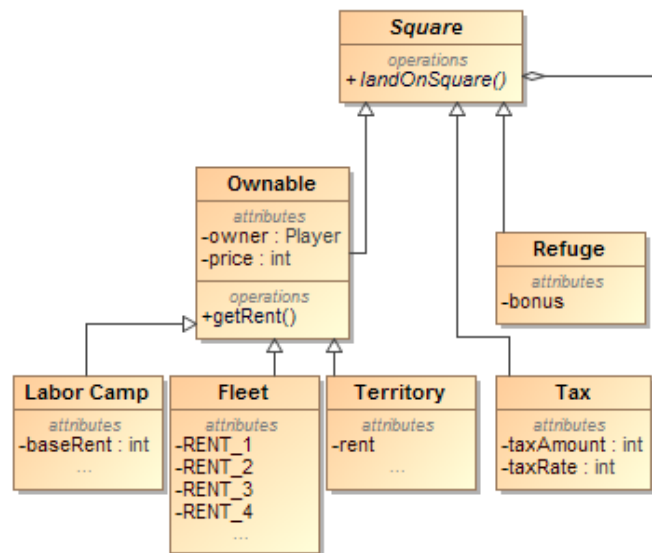 Square
operations
+ landOnSquare()
Ownable
attributes
-owner : Player
-price : int
operations
+getRent()
Refuge
attributes
-bonus
Labor Camp
attributes
-baseRent : int
...
Fleet
attributes
-RENT_1
-RENT_2
-RENT_3
-RENT_4
...
Territory
attributes
-rent
...
Tax
attributes
-taxAmount : int
-taxRate : int